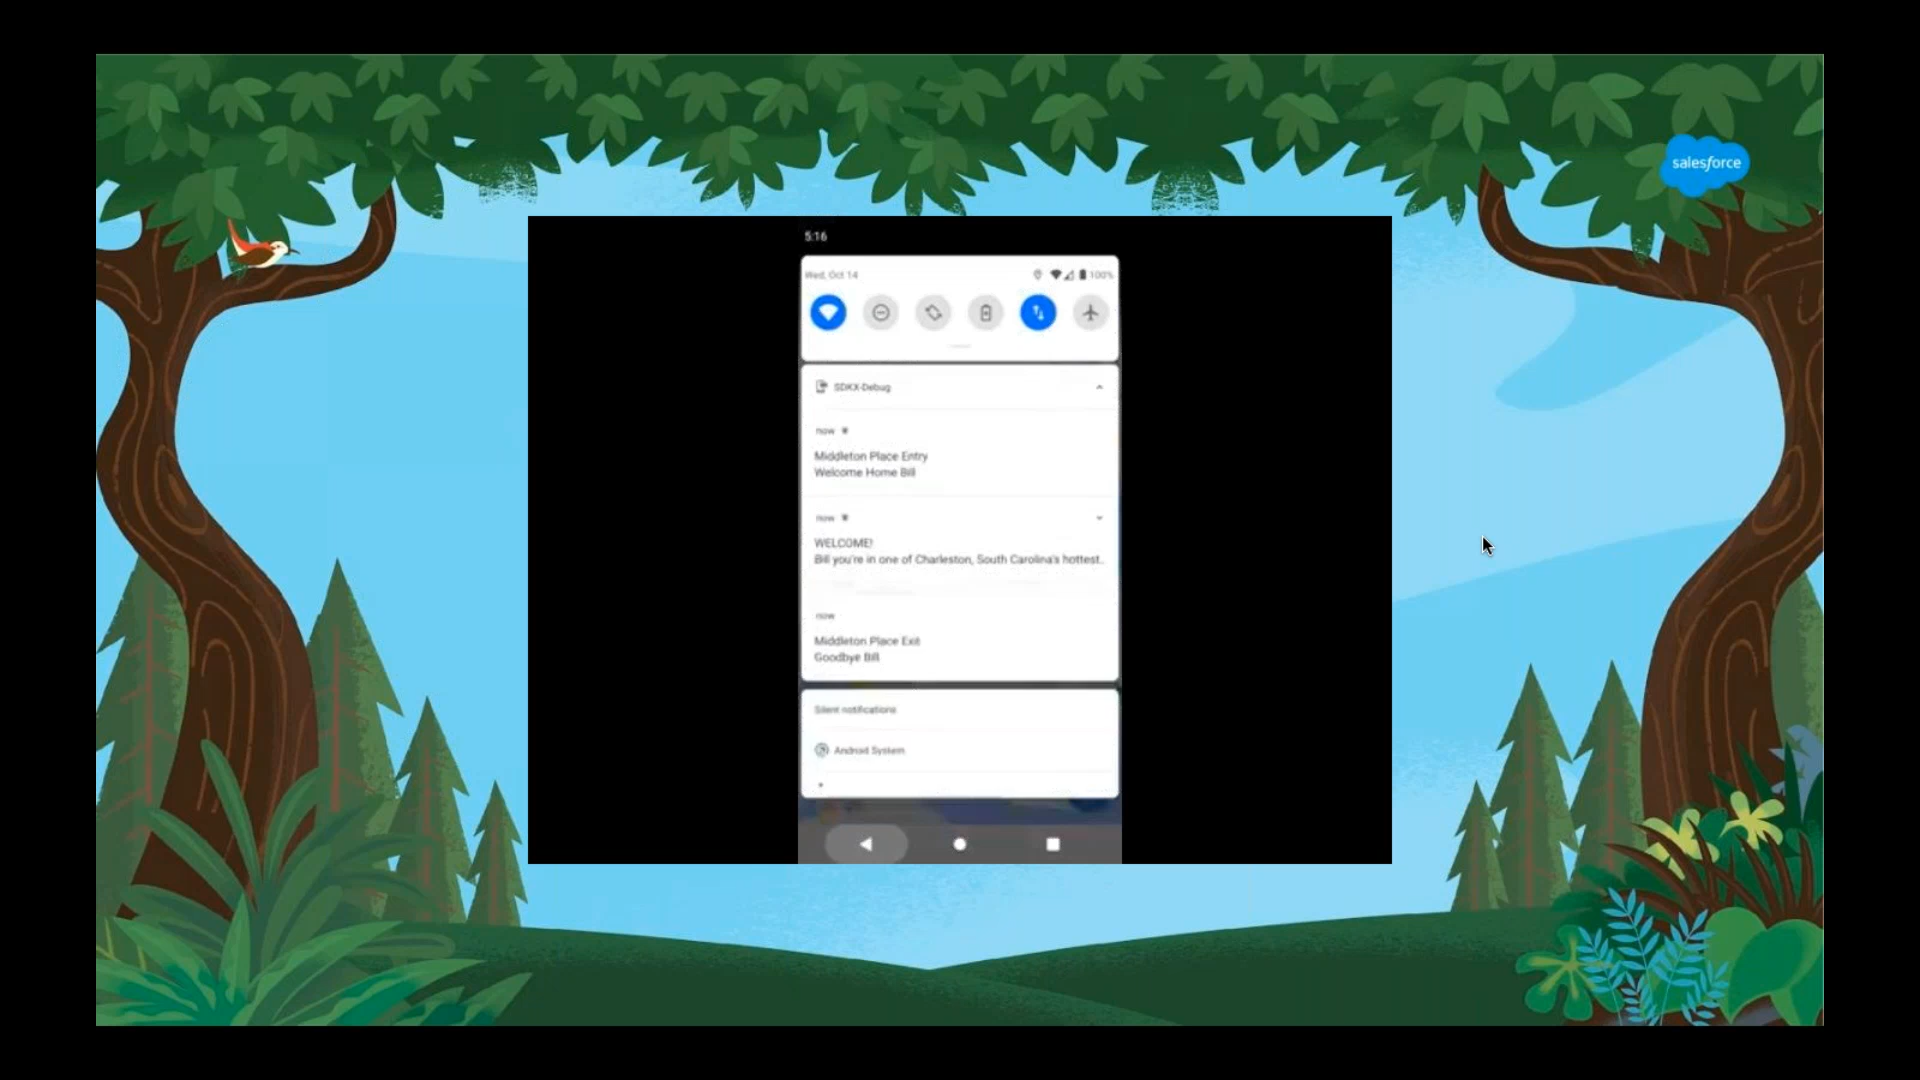 salesforce
5:16
Wed, Oct 14
100%
SDKX-Debug
now
Middleton Place Entry
Welcome Home Bill
now
WELCOME!
Bill you're in one of Charleston, South Carolina's hottest..
now
Middleton Place Exit
Goodbye Bill
Silent notifications
Android System